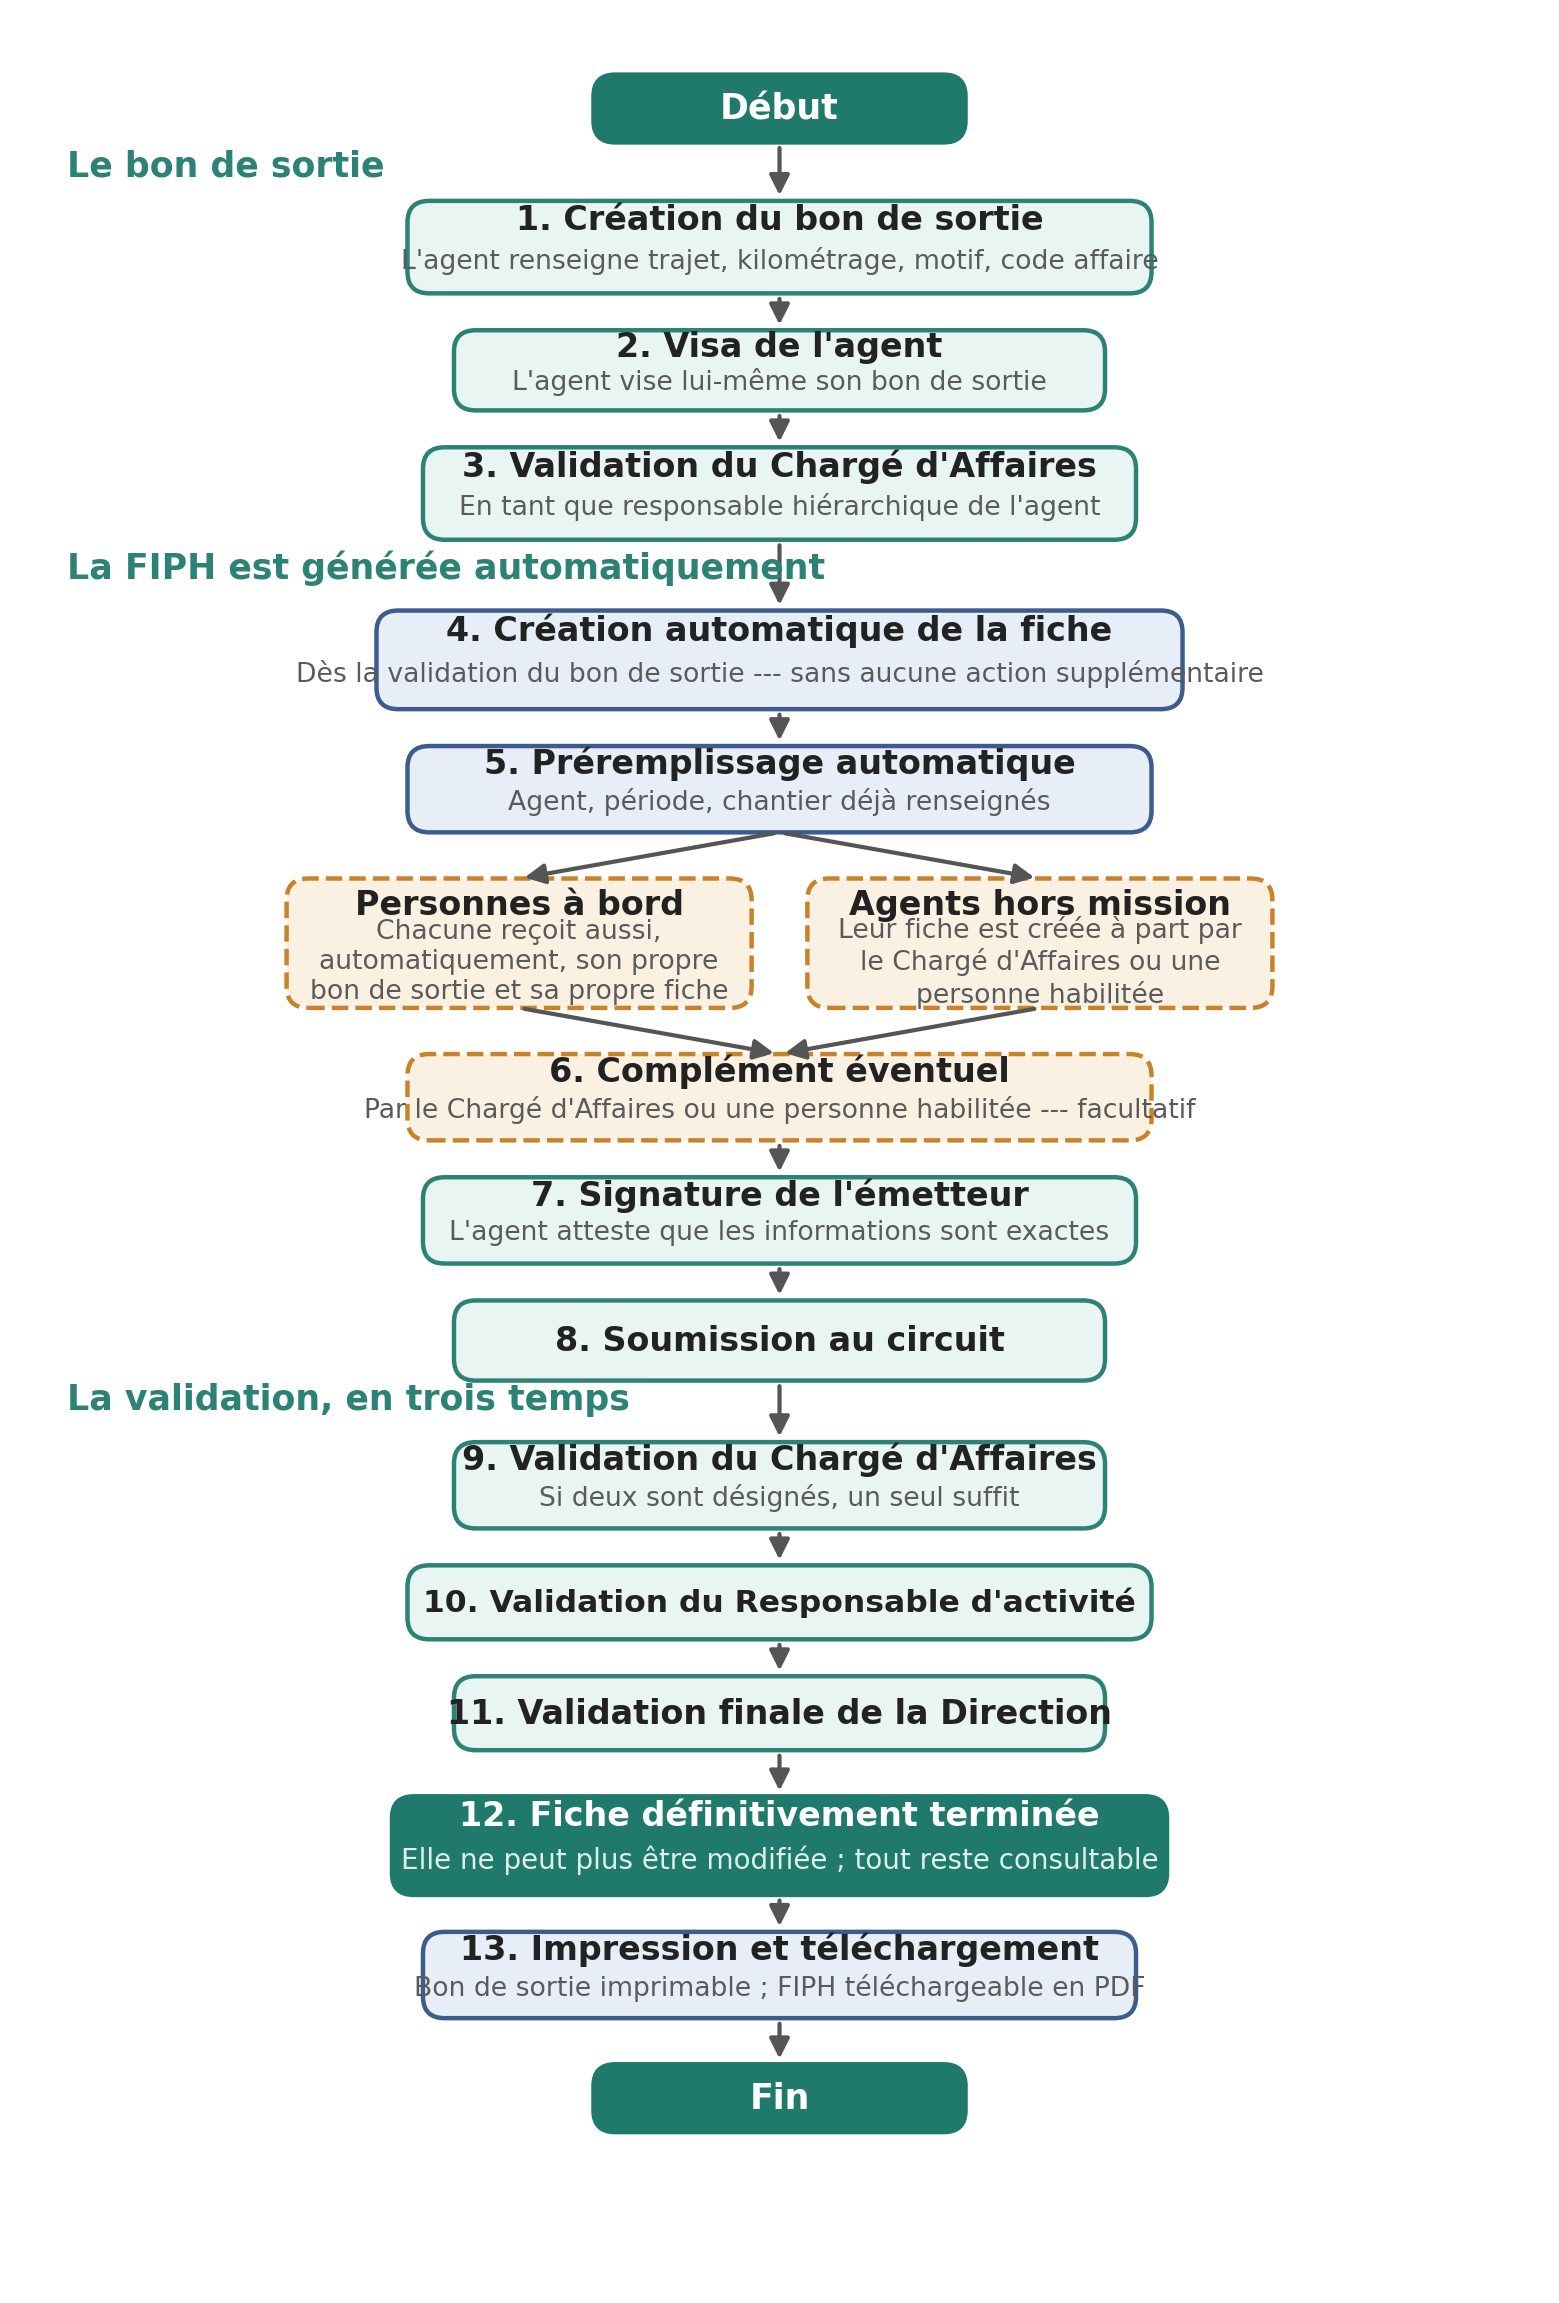 Début
Le bon de sortie
1. Création du bon de sortie
L'agent renseigne trajet, kilométrage, motif, code affaire
2. Visa de l'agent
L'agent vise lui-même son bon de sortie
3. Validation du Chargé d'Affaires
En tant que responsable hiérarchique de l'agent
La FIPH est générée automatiquement
4. Création automatique de la fiche
Dès la validation du bon de sortie --- sans aucune action supplémentaire
5. Préremplissage automatique
Agent, période, chantier déjà renseignés
Personnes à bord
Chacune reçoit aussi,
automatiquement, son propre
bon de sortie et sa propre fiche
Agents hors mission
Leur fiche est créée à part par
le Chargé d'Affaires ou une
personne habilitée
6. Complément éventuel
Par le Chargé d'Affaires ou une personne habilitée --- facultatif
7. Signature de l'émetteur
L'agent atteste que les informations sont exactes
8. Soumission au circuit
La validation, en trois temps
9. Validation du Chargé d'Affaires
Si deux sont désignés, un seul suffit
10. Validation du Responsable d'activité
11. Validation finale de la Direction
12. Fiche définitivement terminée
Elle ne peut plus être modifiée ; tout reste consultable
13. Impression et téléchargement
Bon de sortie imprimable ; FIPH téléchargeable en PDF
Fin